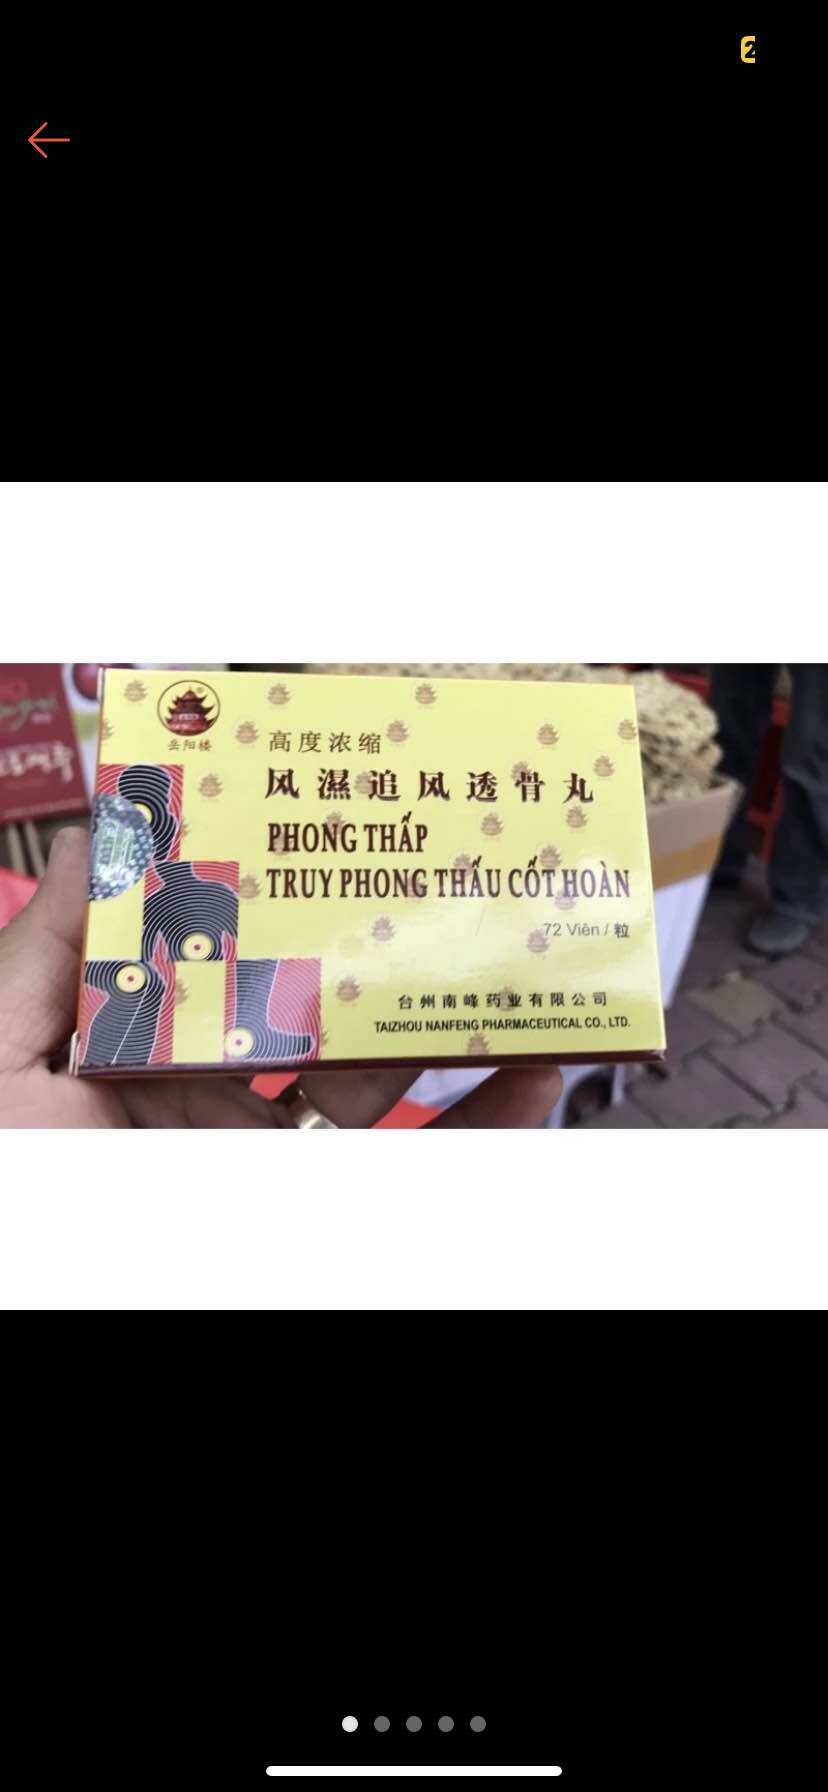 岳阳楼
高度浓缩
风濕追风透骨丸
PHONG THẤP
TRUY PHONG THẤU CỐT HOÀN
72 Viên / 粒
台州南峰药业有限公司
TAIZHOU NANFENG PHARMACEUTICAL CO., LTD.